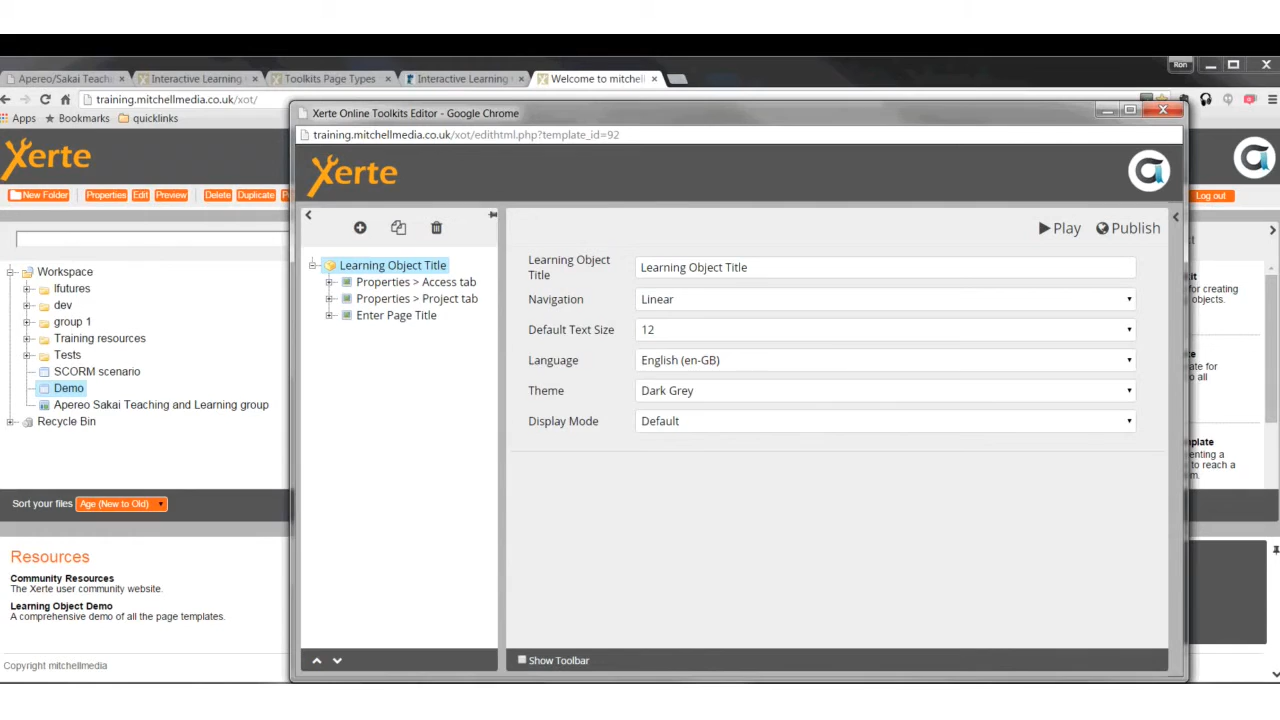 Ron
Apereo/Sakai Teach
Interactive Learning
Toolkits Page Types
Interactive Learning
Welcome to mitchell
training.mitchellmedia.co.uk/xot/
Apps
Bookmarks
quicklinks
Xerte Online Toolkits Editor - Google Chrome
training.mitchellmedia.co.uk/xot/edithtml.php?template_id=92
Xerte
Xerte
New Folder
Properties
Edit
Preview
Delete
Duplicate
Log out
Play
Publish
Workspace
lfutures
dev
group 1
Training resources
Tests
SCORM scenario
Demo
Apereo Sakai Teaching and Learning group
Recycle Bin
Learning Object Title
Properties > Access tab
Properties > Project tab
Enter Page Title
Learning Object
Title
Learning Object Title
Navigation
Linear
Default Text Size
12
Language
English (en-GB)
Theme
Dark Grey
Display Mode
Default
for creating
objects.
ate for
o all
plate
enting a
to reach a
Sort your files
Age (New to Old)
Resources
Community Resources
The Xerte user community website.
Learning Object Demo
A comprehensive demo of all the page templates.
Copyright mitchellmedia
Show Toolbar